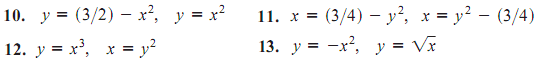 10. y = (3/2) − x², y = x² 11. x = (3/4) − y², x = y² − (3/4)
12. y = x³, x = y² 13. y = −x², y = √x